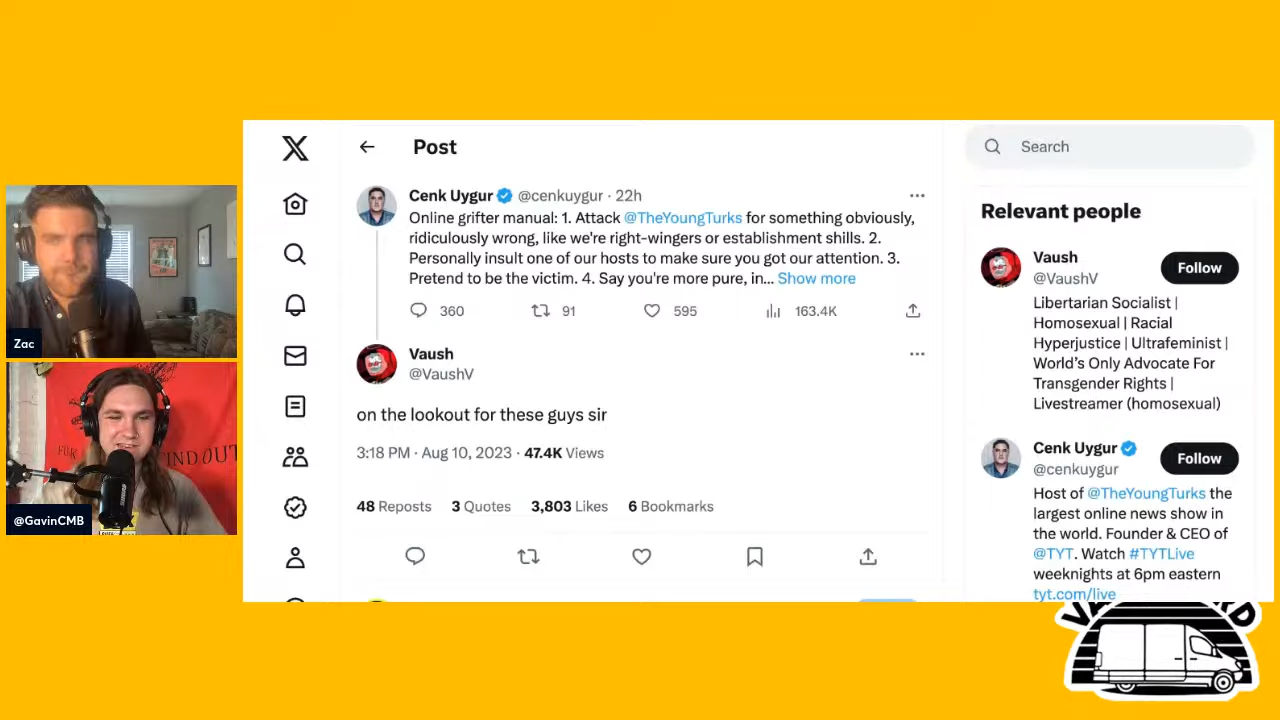 Post
Search
Cenk Uygur @cenkuygur · 22h
Online grifter manual: 1. Attack @TheYoungTurks for something obviously,
ridiculously wrong, like we're right-wingers or establishment shills. 2.
Personally insult one of our hosts to make sure you got our attention. 3.
Pretend to be the victim. 4. Say you're more pure, in... Show more
360 91 595 163.4K
Vaush
@VaushV
on the lookout for these guys sir
3:18 PM · Aug 10, 2023 · 47.4K Views
48 Reposts 3 Quotes 3,803 Likes 6 Bookmarks
Relevant people
Vaush
@VaushV
Follow
Libertarian Socialist |
Homosexual | Racial
Hyperjustice | Ultrafeminist |
World's Only Advocate For
Transgender Rights |
Livestreamer (homosexual)
Cenk Uygur
@cenkuygur
Follow
Host of @TheYoungTurks the
largest online news show in
the world. Founder & CEO of
@TYT. Watch #TYTLive
weeknights at 6pm eastern
tyt.com/live
Zac
@GavinCMB